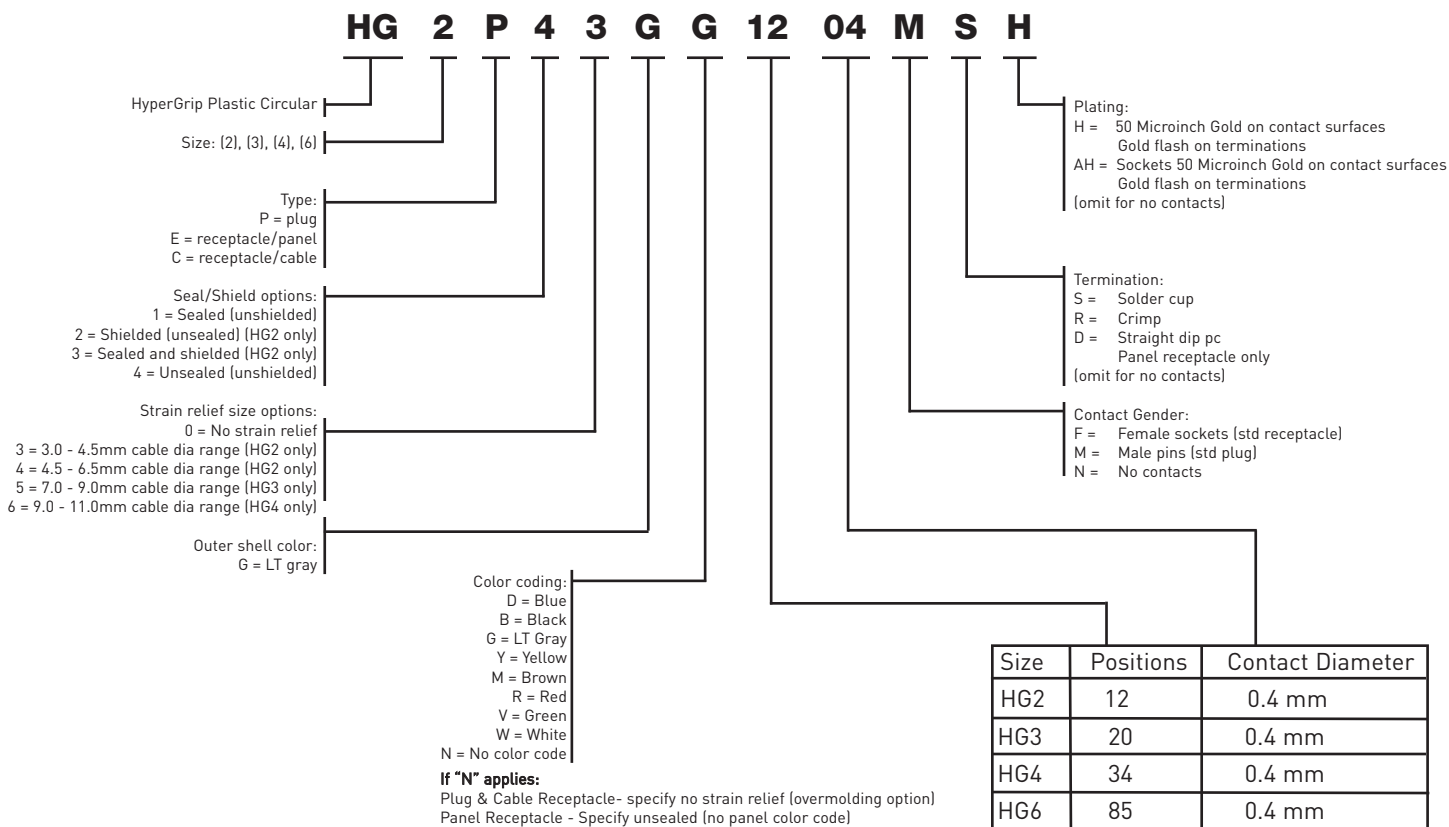 HG 2 P 4 3 G G 12 04 M S H
HyperGrip Plastic Circular
Size: (2), (3), (4), (6)
Type:
P = plug
E = receptacle/panel
C = receptacle/cable
Seal/Shield options:
1 = Sealed (unshielded)
2 = Shielded (unsealed) (HG2 only)
3 = Sealed and shielded (HG2 only)
4 = Unsealed (unshielded)
Strain relief size options:
0 = No strain relief
3 = 3.0 - 4.5mm cable dia range (HG2 only)
4 = 4.5 - 6.5mm cable dia range (HG2 only)
5 = 7.0 - 9.0mm cable dia range (HG3 only)
6 = 9.0 - 11.0mm cable dia range (HG4 only)
Outer shell color:
G = LT gray
Color coding:
D = Blue
B = Black
G = LT Gray
Y = Yellow
M = Brown
R = Red
V = Green
W = White
N = No color code
If “N” applies:
Plug & Cable Receptacle- specify no strain relief (overmolding option)
Panel Receptacle - Specify unsealed (no panel color code)
Plating:
H = 50 Microinch Gold on contact surfaces
Gold flash on terminations
AH = Sockets 50 Microinch Gold on contact surfaces
Gold flash on terminations
(omit for no contacts)
Termination:
S = Solder cup
R = Crimp
D = Straight dip pc
Panel receptacle only
(omit for no contacts)
Contact Gender:
F = Female sockets (std receptacle)
M = Male pins (std plug)
N = No contacts
Size Positions Contact Diameter
HG2 12 0.4 mm
HG3 20 0.4 mm
HG4 34 0.4 mm
HG6 85 0.4 mm